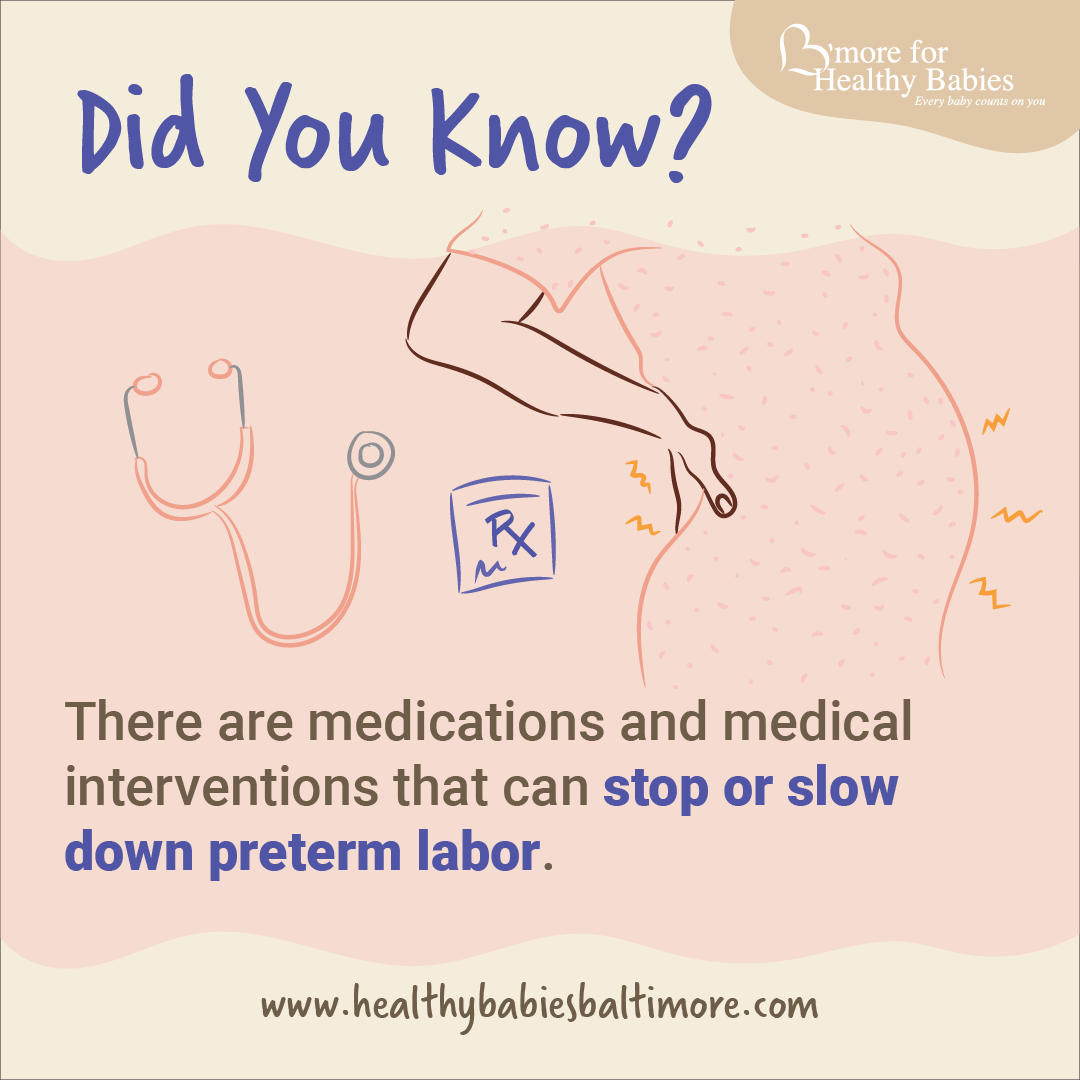 B'more for
Healthy Babies
Every baby counts on you
Did You Know?
Rx
There are medications and medical
interventions that can stop or slow
down preterm labor.
www.healthybabiesbaltimore.com